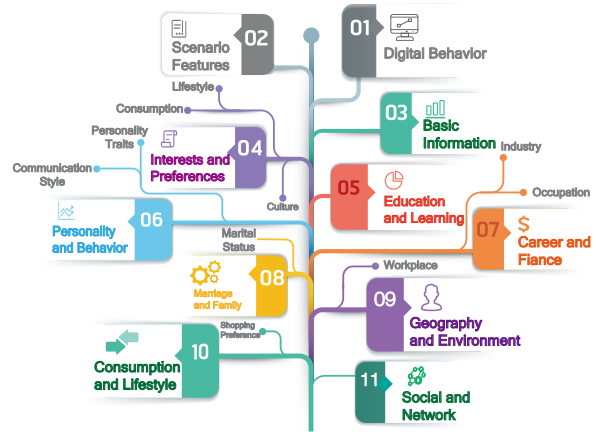 01
Digital Behavior
02
Scenario
Features
Lifestyle
Consumption
03
Basic
Information
Personality
Traits
04
Interests and
Preferences
Industry
Communication
Style
05
Education
and Learning
Occupation
Culture
06
Personality
and Behavior
Marital
Status
07
$
Career and
Fiance
Workplace
08
Marriage
and Family
09
Geography
and Environment
Shopping
Preference
10
Consumption
and Lifestyle
11
Social and
Network